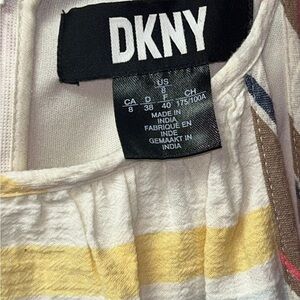 DKNY
US
8
CA D F CH
8 38 40 175/100A
MADE IN
INDIA
FABRIQUÉ EN
INDE
GEMAAKT IN
INDIA